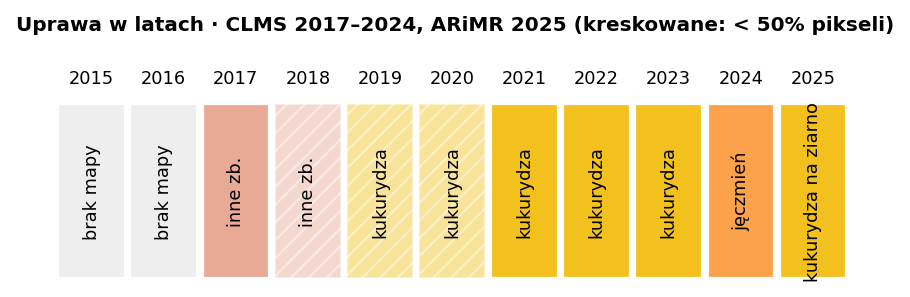 Uprawa w latach · CLMS 2017–2024, ARiMR 2025 (kreskowane: < 50% pikseli)
2015 2016 2017 2018 2019 2020 2021 2022 2023 2024 2025
brak mapy
brak mapy
inne zb.
inne zb.
kukurydza
kukurydza
kukurydza
kukurydza
kukurydza
jęczmień
kukurydza na ziarno